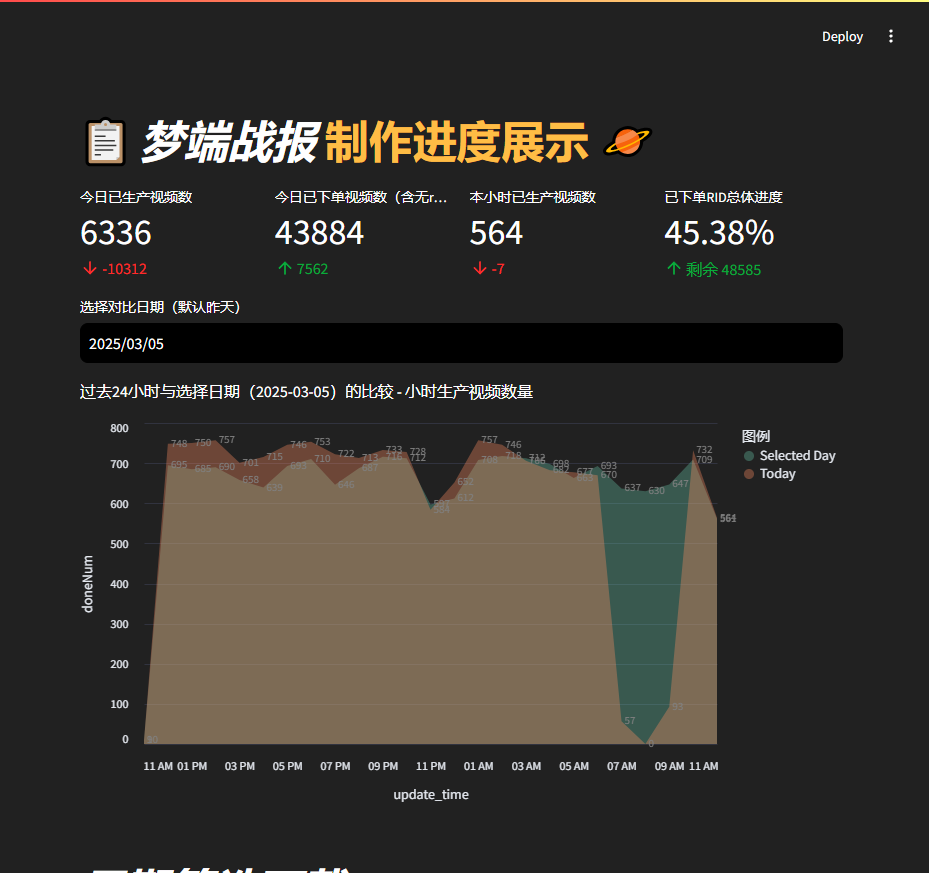 Deploy
梦端战报 制作进度展示
今日已生产视频数 今日已下单视频数（含无r... 本小时已生产视频数 已下单RID总体进度
6336 43884 564 45.38%
-10312 7562 -7 剩余 48585
选择对比日期（默认昨天）
2025/03/05
过去24小时与选择日期（2025-03-05）的比较 - 小时生产视频数量
图例
Selected Day
Today
doneNum
800
700
600
500
400
300
200
100
0
748 750 757 701 715 746 753 722 713 733 728 652 757 746 712 677 670 57 0 93 732
695 685 690 658 639 693 710 646 687 716 712 612 708 718 698 663 693 637 630 647 709 564
11 AM 01 PM 03 PM 05 PM 07 PM 09 PM 11 PM 01 AM 03 AM 05 AM 07 AM 09 AM 11 AM
update_time